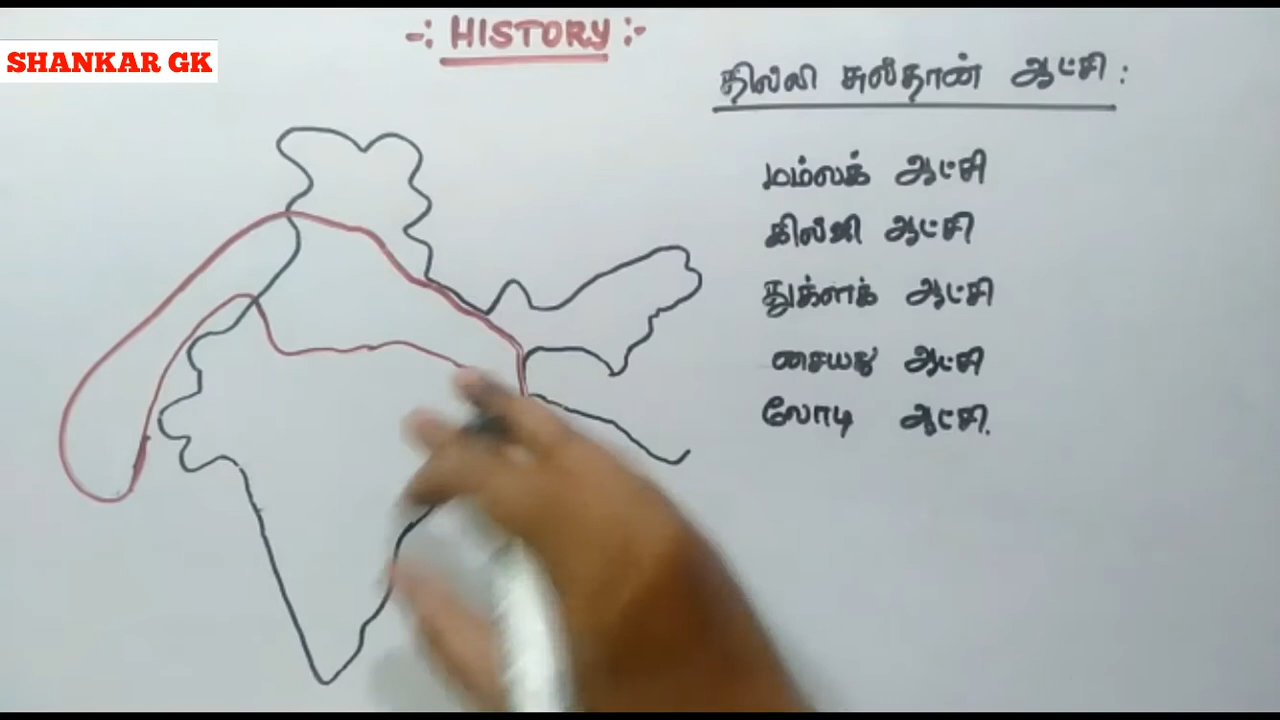 -: HISTORY :-
SHANKAR GK
தில்லி சுல்தான் ஆட்சி :
மம்லுக் ஆட்சி
கில்ஜி ஆட்சி
துக்ளக் ஆட்சி
சையது ஆட்சி
லோடி ஆட்சி.